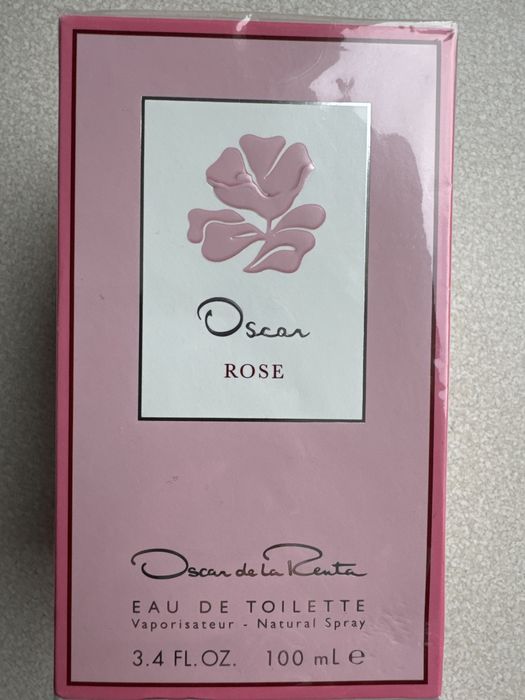 Oscar
ROSE
Oscar de la Renta
EAU DE TOILETTE
Vaporisateur - Natural Spray
3.4 FL.OZ. 100 mL ℮